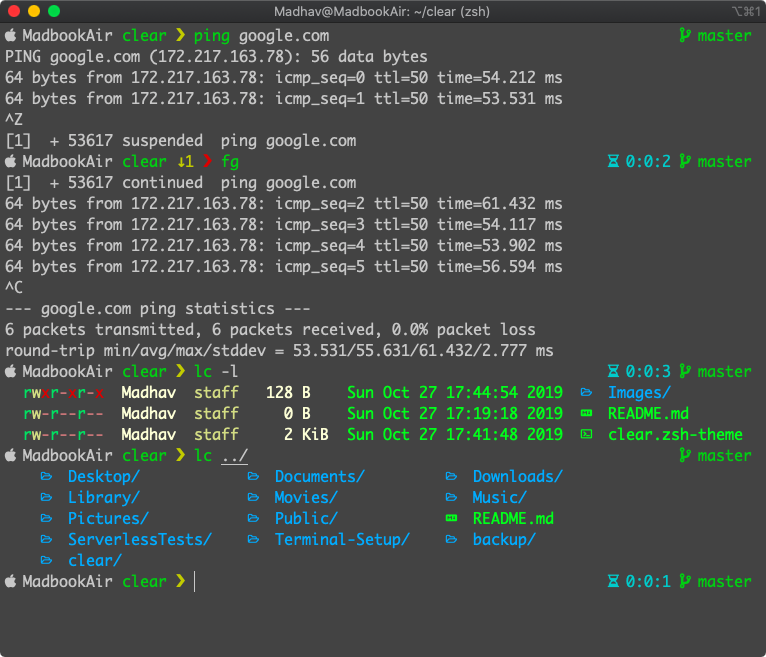 Madhav@MadbookAir: ~/clear (zsh) ⌥⌘1
MadbookAir clear ❯ ping google.com master
PING google.com (172.217.163.78): 56 data bytes
64 bytes from 172.217.163.78: icmp_seq=0 ttl=50 time=54.212 ms
64 bytes from 172.217.163.78: icmp_seq=1 ttl=50 time=53.531 ms
^Z
[1]  + 53617 suspended  ping google.com
MadbookAir clear ↓1 ❯ fg 0:0:2 master
[1]  + 53617 continued  ping google.com
64 bytes from 172.217.163.78: icmp_seq=2 ttl=50 time=61.432 ms
64 bytes from 172.217.163.78: icmp_seq=3 ttl=50 time=54.117 ms
64 bytes from 172.217.163.78: icmp_seq=4 ttl=50 time=53.902 ms
64 bytes from 172.217.163.78: icmp_seq=5 ttl=50 time=56.594 ms
^C
--- google.com ping statistics ---
6 packets transmitted, 6 packets received, 0.0% packet loss
round-trip min/avg/max/stddev = 53.531/55.631/61.432/2.777 ms
MadbookAir clear ❯ lc -l 0:0:3 master
rwxr-xr-x  Madhav  staff  128 B  Sun Oct 27 17:44:54 2019  Images/
rw-r--r--  Madhav  staff  0 B  Sun Oct 27 17:19:18 2019  README.md
rw-r--r--  Madhav  staff  2 KiB  Sun Oct 27 17:41:48 2019  clear.zsh-theme
MadbookAir clear ❯ lc ../ master
Desktop/ Documents/ Downloads/
Library/ Movies/ Music/
Pictures/ Public/ README.md
ServerlessTests/ Terminal-Setup/ backup/
clear/
MadbookAir clear ❯ 0:0:1 master